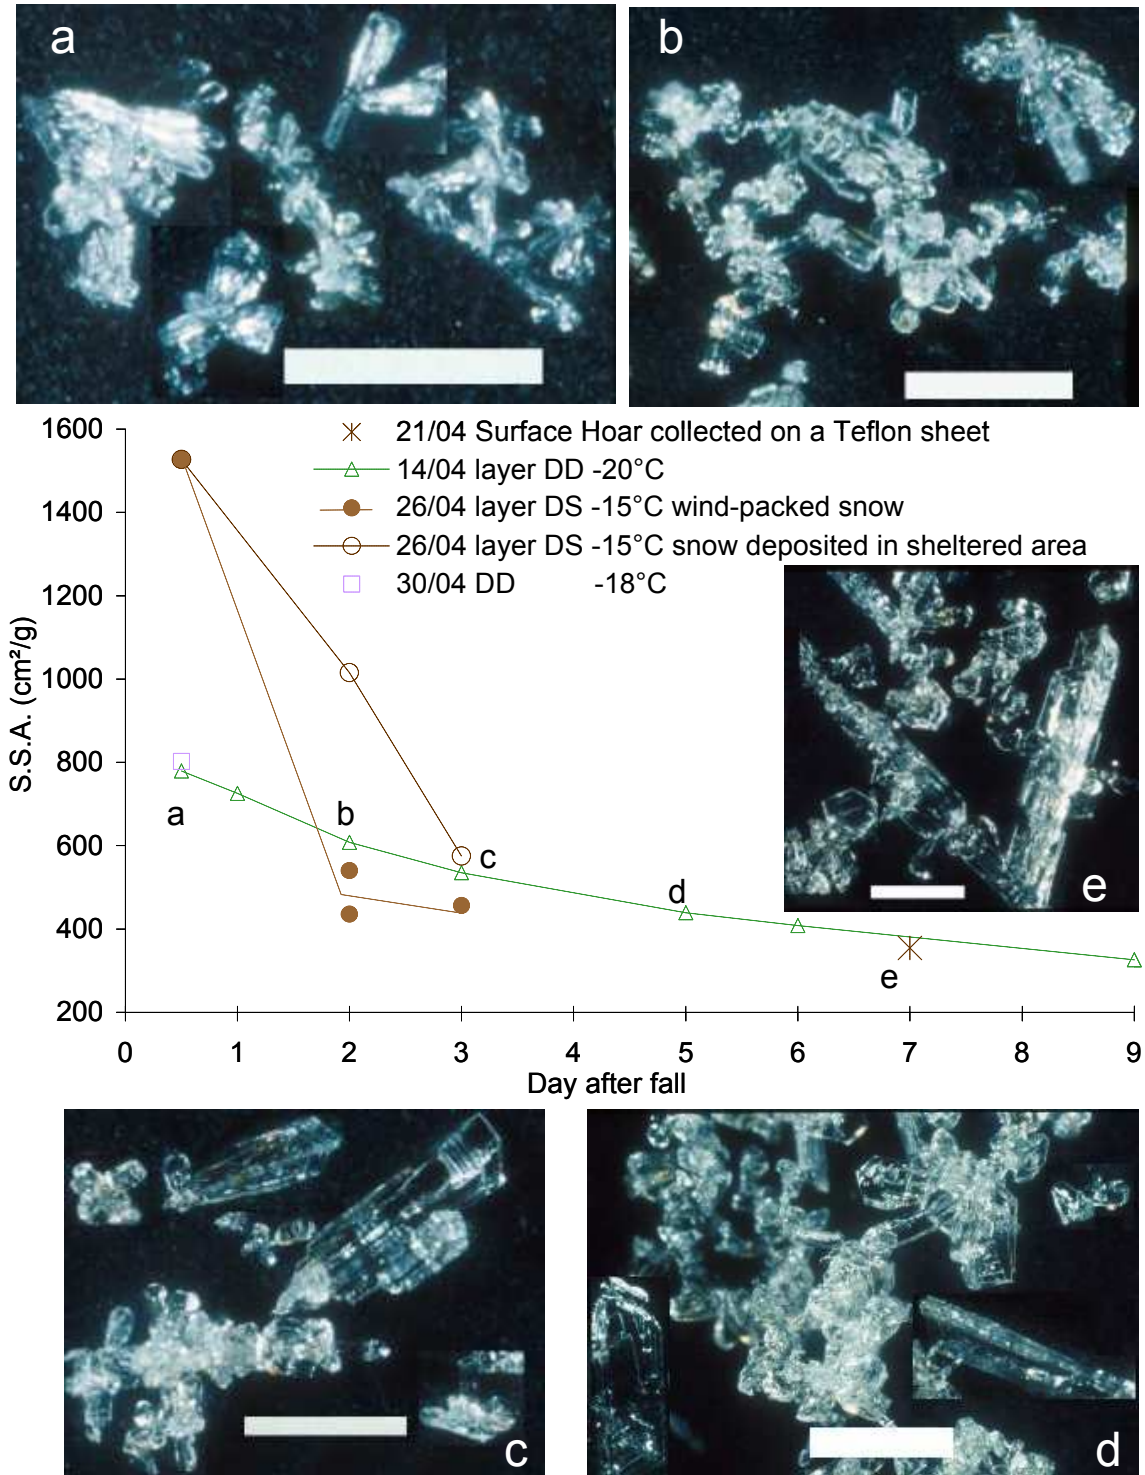 a
b
1600
1400
1200
1000
800
600
400
200
S.S.A. (cm²/g)
21/04 Surface Hoar collected on a Teflon sheet
14/04 layer DD -20°C
26/04 layer DS -15°C wind-packed snow
26/04 layer DS -15°C snow deposited in sheltered area
30/04 DD -18°C
a
b
c
d
e
e
0 1 2 3 4 5 6 7 8 9
Day after fall
c
d